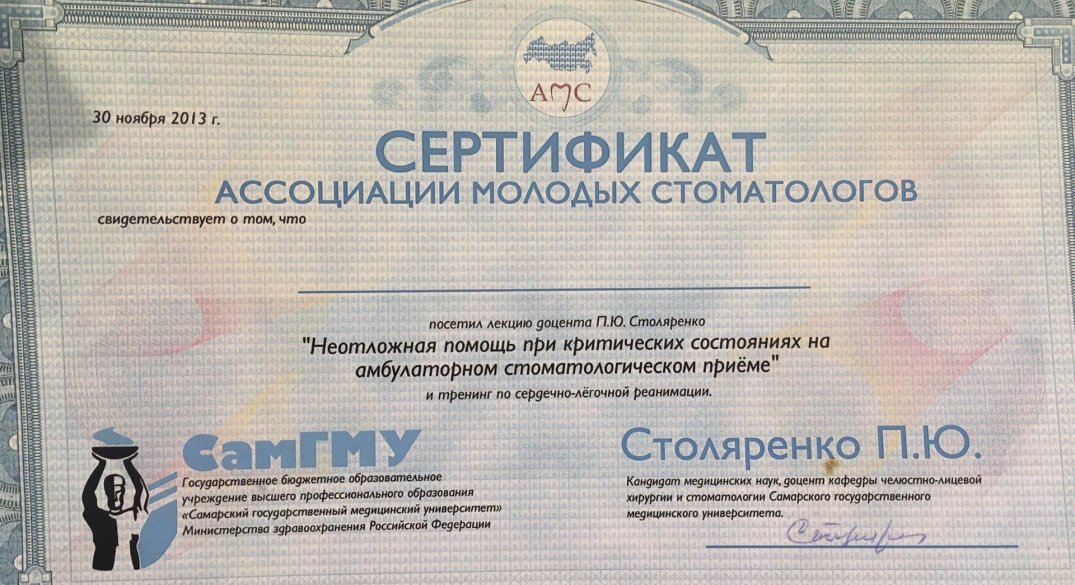 АМС
30 ноября 2013 г.
СЕРТИФИКАТ
АССОЦИАЦИИ МОЛОДЫХ СТОМАТОЛОГОВ
свидетельствует о том, что
посетил лекцию доцента П.Ю. Столяренко
"Неотложная помощь при критических состояниях на
амбулаторном стоматологическом приёме"
и тренинг по сердечно-лёгочной реанимации.
СамГМУ
Государственное бюджетное образовательное
учреждение высшего профессионального образования
«Самарский государственный медицинский университет»
Министерства здравоохранения Российской Федерации
Столяренко П.Ю.
Кандидат медицинских наук, доцент кафедры челюстно-лицевой
хирургии и стоматологии Самарского государственного
медицинского университета.